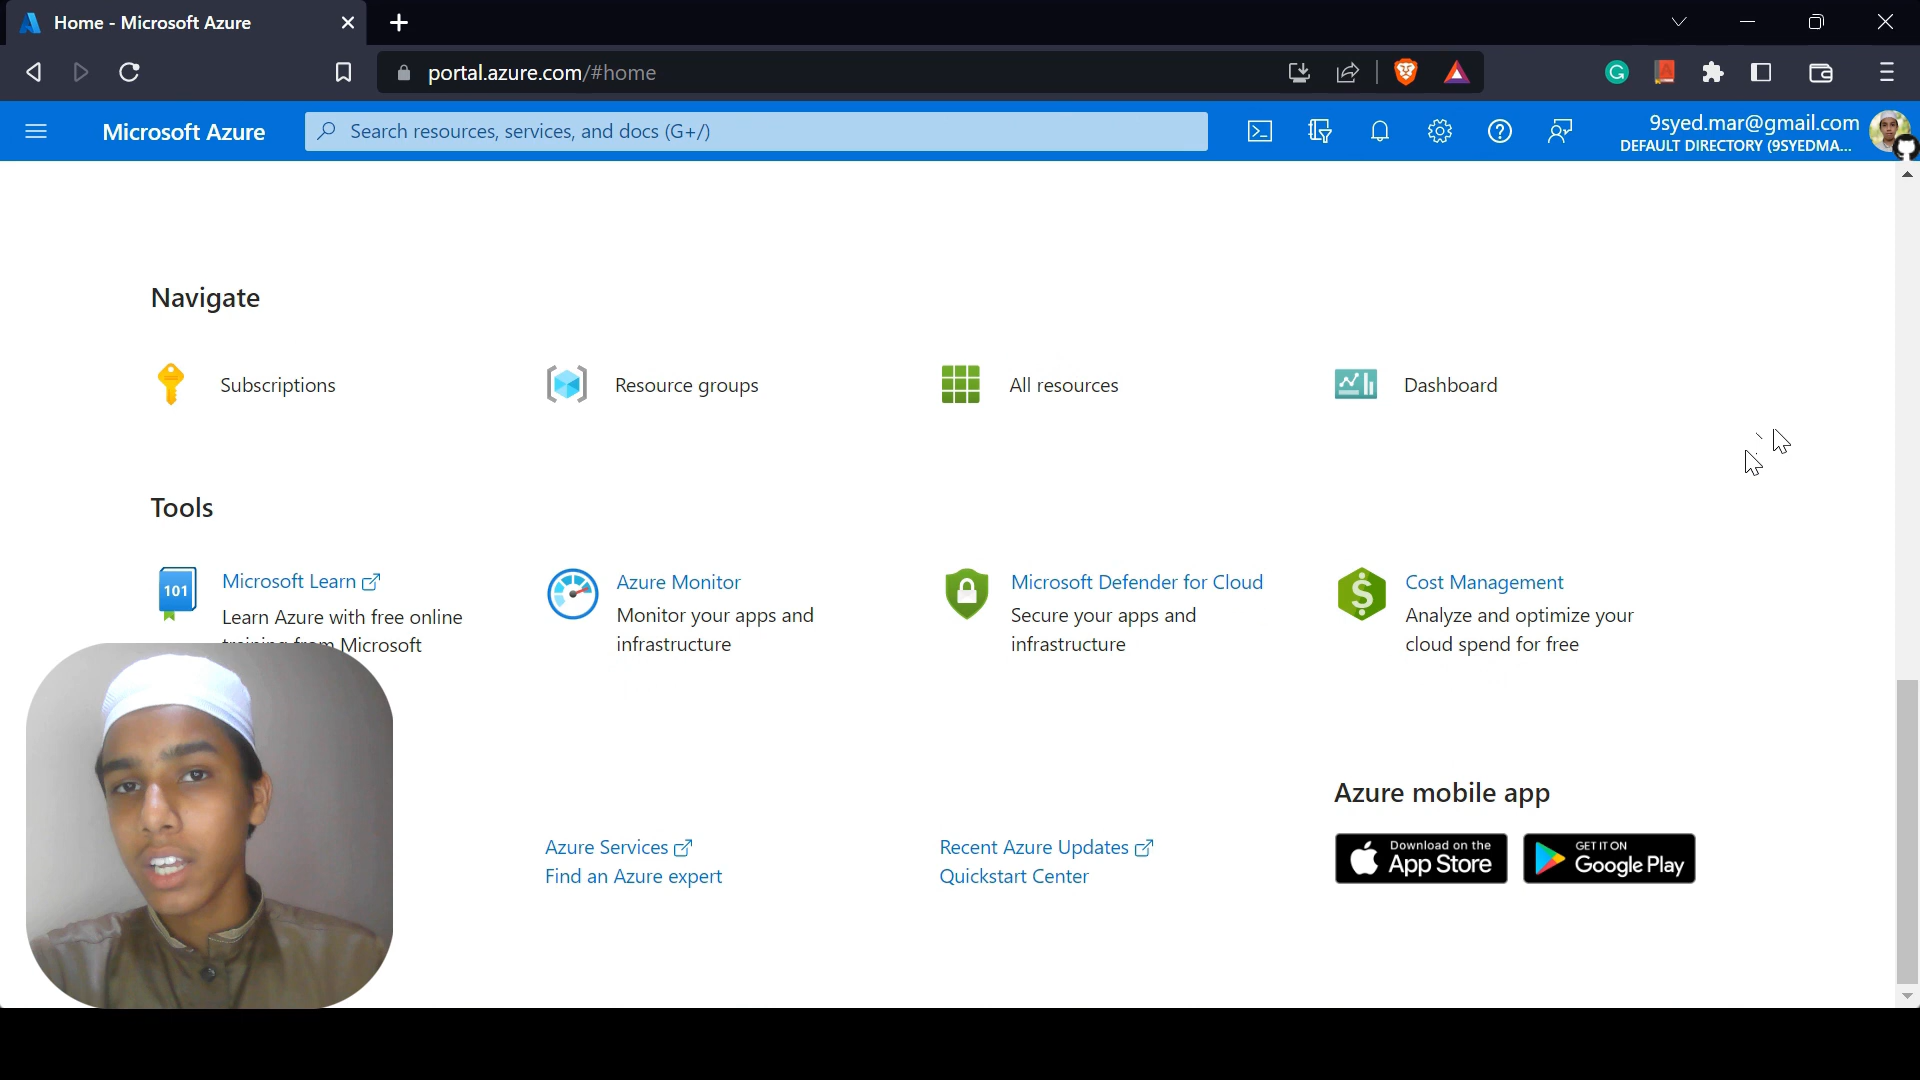 Home - Microsoft Azure
portal.azure.com/#home
Microsoft Azure
Search resources, services, and docs (G+/)
9syed.mar@gmail.com
DEFAULT DIRECTORY (9SYEDMA...
Navigate
Subscriptions
Resource groups
All resources
Dashboard
Tools
101
Microsoft Learn
Learn Azure with free online
training from Microsoft
Azure Monitor
Monitor your apps and
infrastructure
Microsoft Defender for Cloud
Secure your apps and
infrastructure
$
Cost Management
Analyze and optimize your
cloud spend for free
Azure Services
Find an Azure expert
Recent Azure Updates
Quickstart Center
Azure mobile app
Download on the
App Store
GET IT ON
Google Play